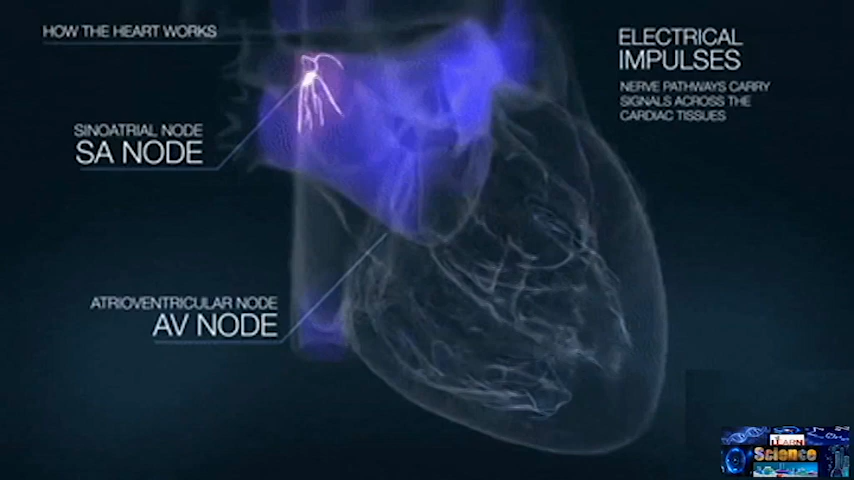 HOW THE HEART WORKS
ELECTRICAL
IMPULSES
NERVE PATHWAYS CARRY
SIGNALS ACROSS THE
CARDIAC TISSUES
SINOATRIAL NODE
SA NODE
ATRIOVENTRICULAR NODE
AV NODE
LEARN
Science